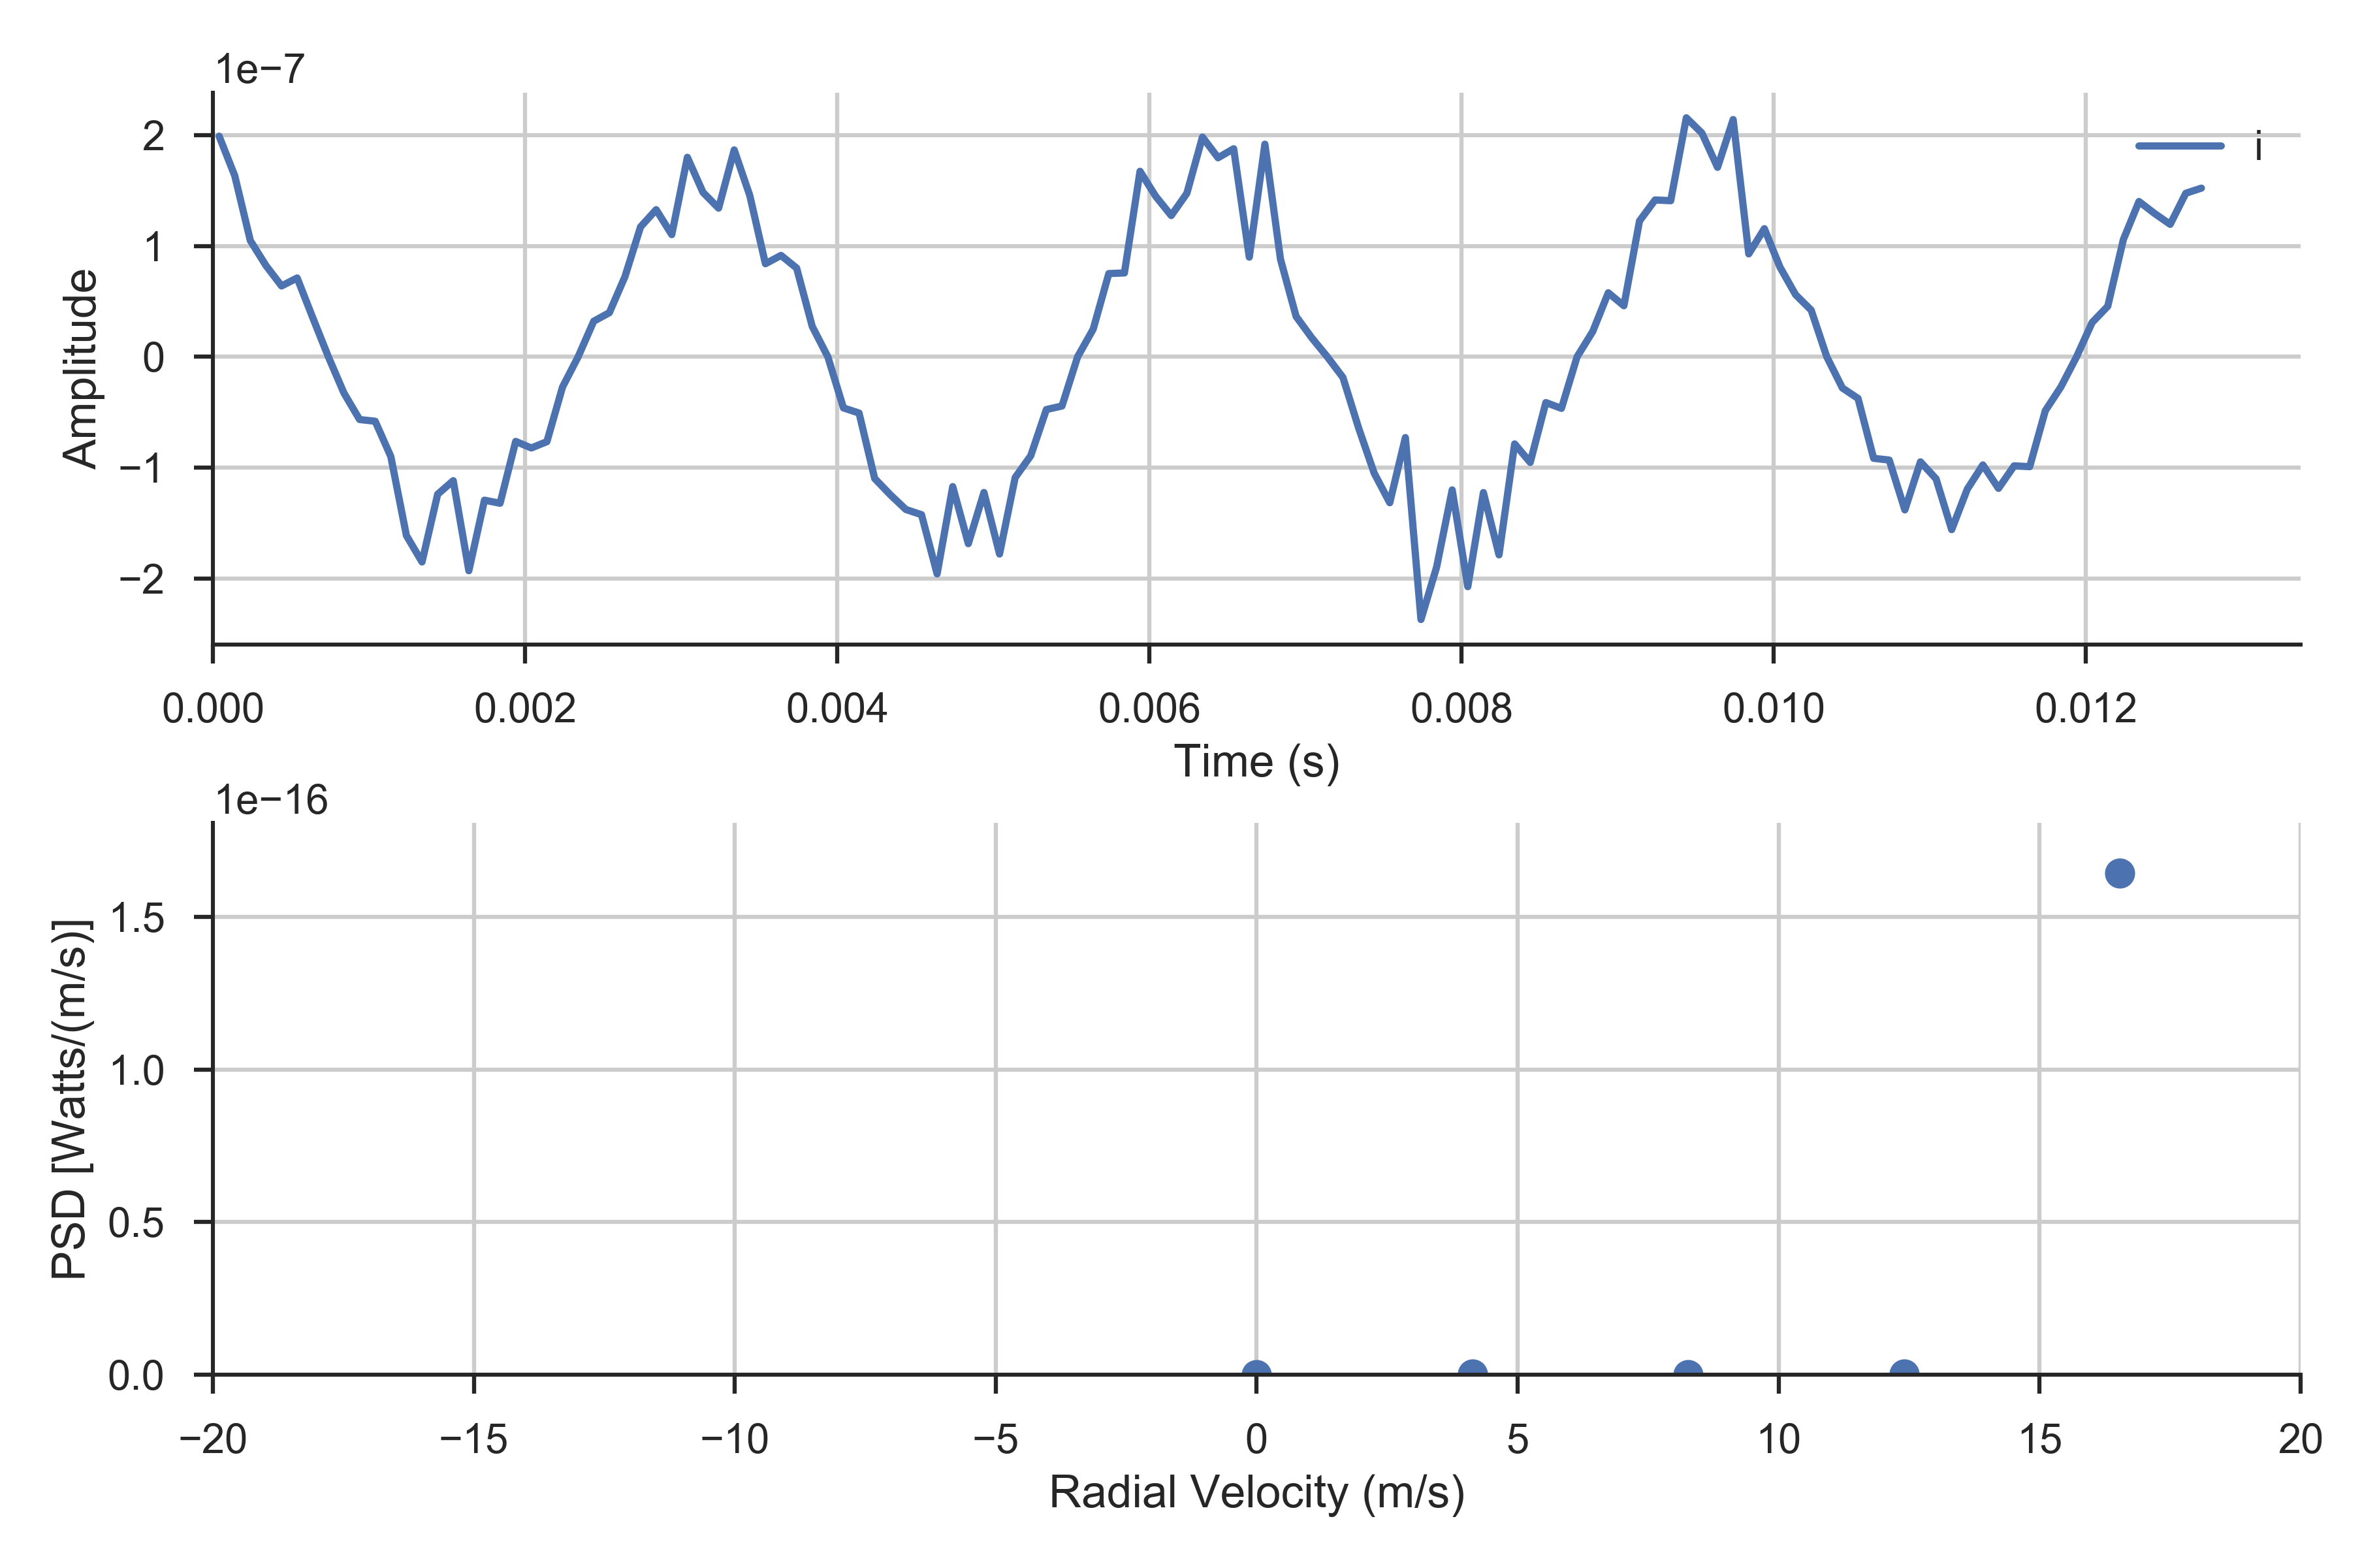 1e−7
2
1
0
−1
−2
Amplitude
i
0.000 0.002 0.004 0.006 0.008 0.010 0.012
Time (s)
1e−16
1.5
1.0
0.5
0.0
PSD [Watts/(m/s)]
−20 −15 −10 −5 0 5 10 15 20
Radial Velocity (m/s)